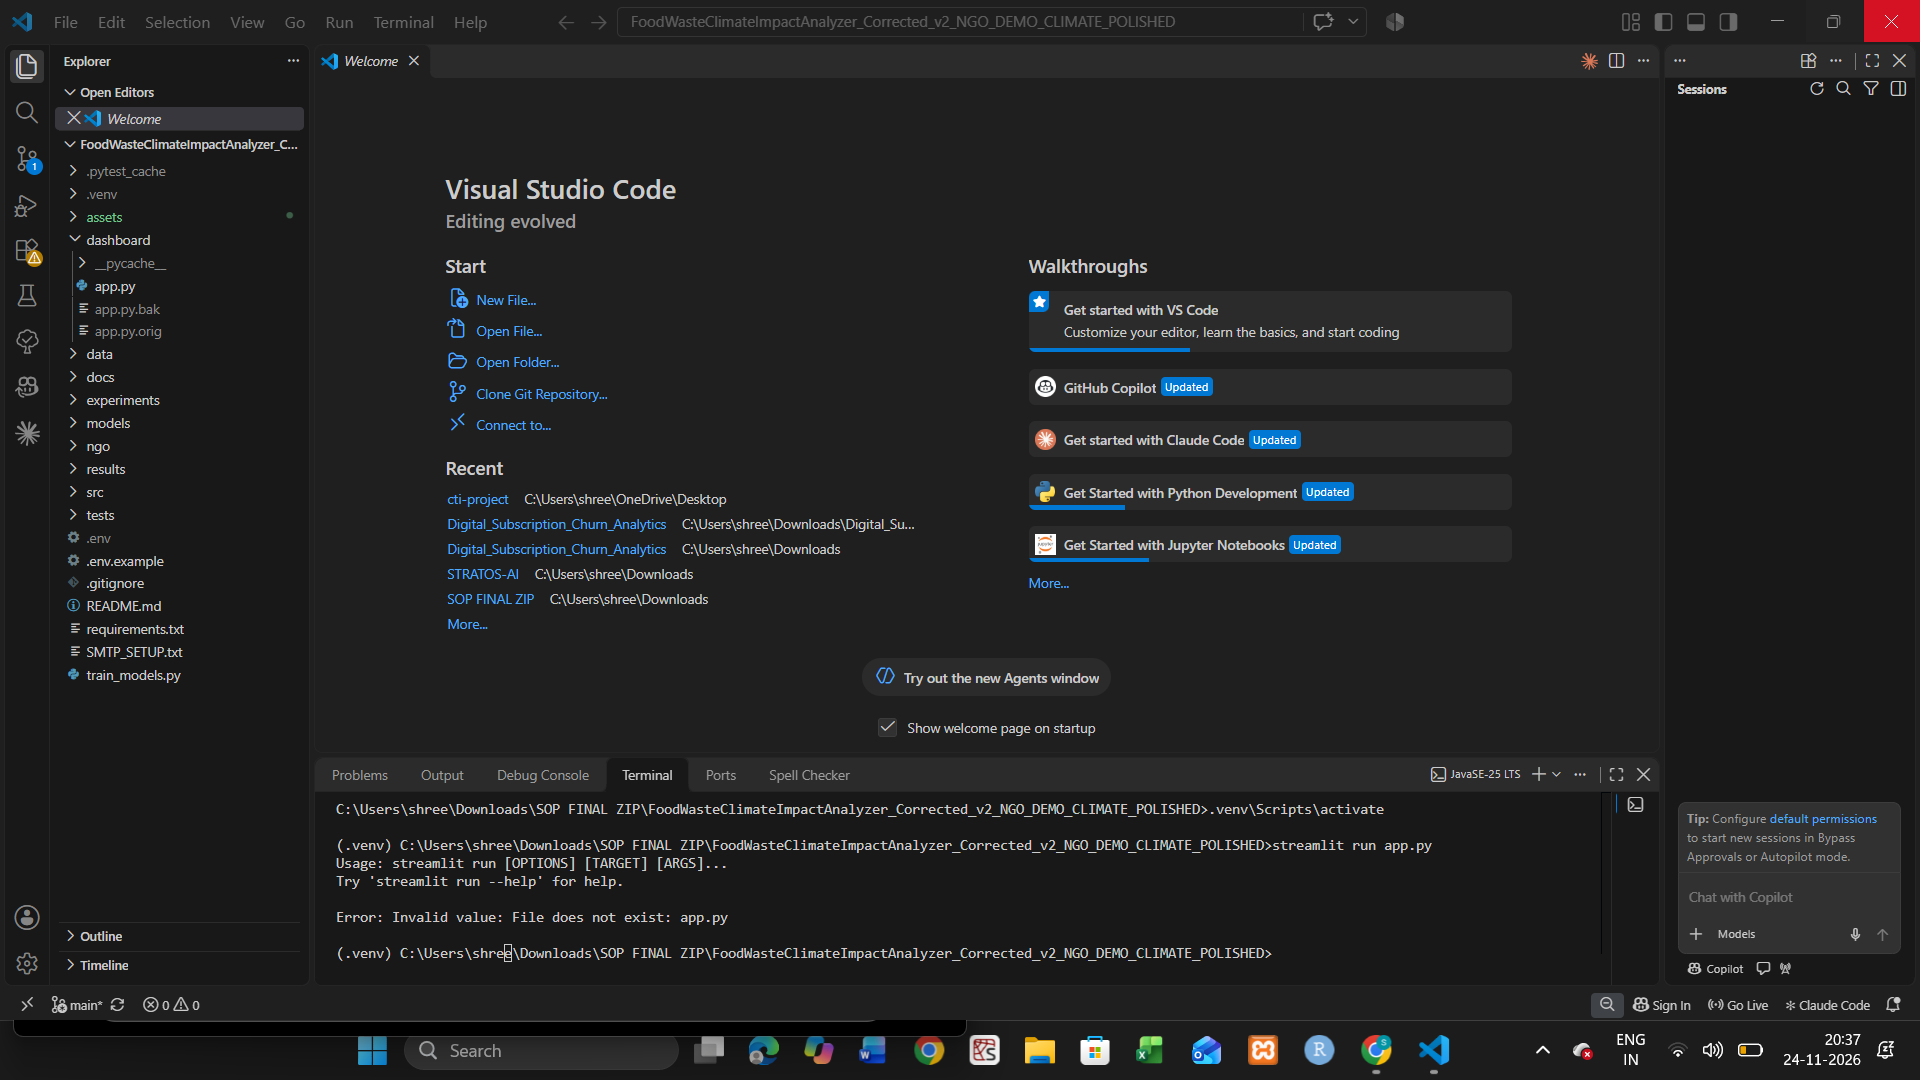 File Edit Selection View Go Run Terminal Help
FoodWasteClimateImpactAnalyzer_Corrected_v2_NGO_DEMO_CLIMATE_POLISHED
Explorer
Open Editors
Welcome
FoodWasteClimateImpactAnalyzer_C...
.pytest_cache
.venv
assets
dashboard
__pycache__
app.py
app.py.bak
app.py.orig
data
docs
experiments
models
ngo
results
src
tests
.env
.env.example
.gitignore
README.md
requirements.txt
SMTP_SETUP.txt
train_models.py
Outline
Timeline
1
Welcome
Visual Studio Code
Editing evolved
Start
New File...
Open File...
Open Folder...
Clone Git Repository...
Connect to...
Recent
cti-project C:\Users\shree\OneDrive\Desktop
Digital_Subscription_Churn_Analytics C:\Users\shree\Downloads\Digital_Su...
Digital_Subscription_Churn_Analytics C:\Users\shree\Downloads
STRATOS-AI C:\Users\shree\Downloads
SOP FINAL ZIP C:\Users\shree\Downloads
More...
Walkthroughs
Get started with VS Code
Customize your editor, learn the basics, and start coding
GitHub Copilot Updated
Get started with Claude Code Updated
Get Started with Python Development Updated
Get Started with Jupyter Notebooks Updated
More...
Try out the new Agents window
Show welcome page on startup
Problems Output Debug Console Terminal Ports Spell Checker
JavaSE-25 LTS
C:\Users\shree\Downloads\SOP FINAL ZIP\FoodWasteClimateImpactAnalyzer_Corrected_v2_NGO_DEMO_CLIMATE_POLISHED>.venv\Scripts\activate
(.venv) C:\Users\shree\Downloads\SOP FINAL ZIP\FoodWasteClimateImpactAnalyzer_Corrected_v2_NGO_DEMO_CLIMATE_POLISHED>streamlit run app.py
Usage: streamlit run [OPTIONS] [TARGET] [ARGS]...
Try 'streamlit run --help' for help.
Error: Invalid value: File does not exist: app.py
(.venv) C:\Users\shree\Downloads\SOP FINAL ZIP\FoodWasteClimateImpactAnalyzer_Corrected_v2_NGO_DEMO_CLIMATE_POLISHED>
Sessions
Tip: Configure default permissions
to start new sessions in Bypass
Approvals or Autopilot mode.
Chat with Copilot
Models
Copilot
main* 0 0
Sign In Go Live Claude Code
Search
ENG
IN
20:37
24-11-2026